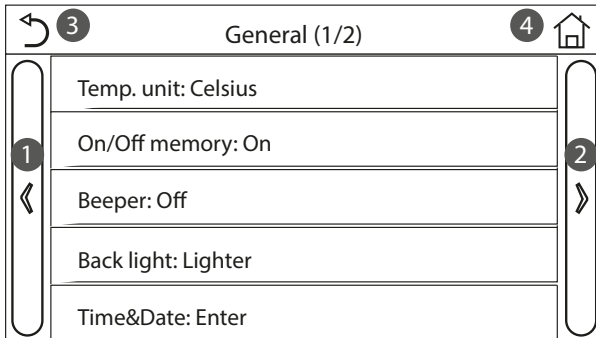 3
General (1/2)
4
Temp. unit: Celsius
On/Off memory: On
1
2
Beeper: Off
Back light: Lighter
Time&Date: Enter